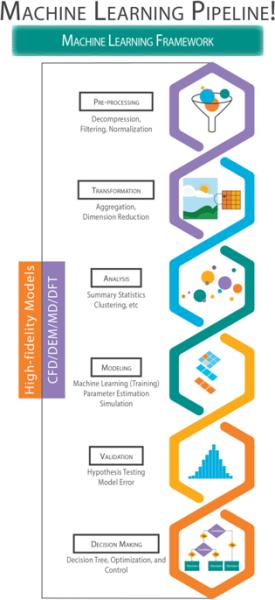 Machine Learning Pipeline!
Machine Learning Framework
Pre-processing
Decompression,
Filtering, Normalization
Transformation
Aggregation,
Dimension Reduction
Analysis
Summary Statistics
Clustering, etc
High-fidelity Models
CFD/DEM/MD/DFT
Modeling
Machine Learning (Training)
Parameter Estimation
Simulation
Validation
Hypothesis Testing
Model Error
Decision Making
Decision Tree, Optimization, and
Control